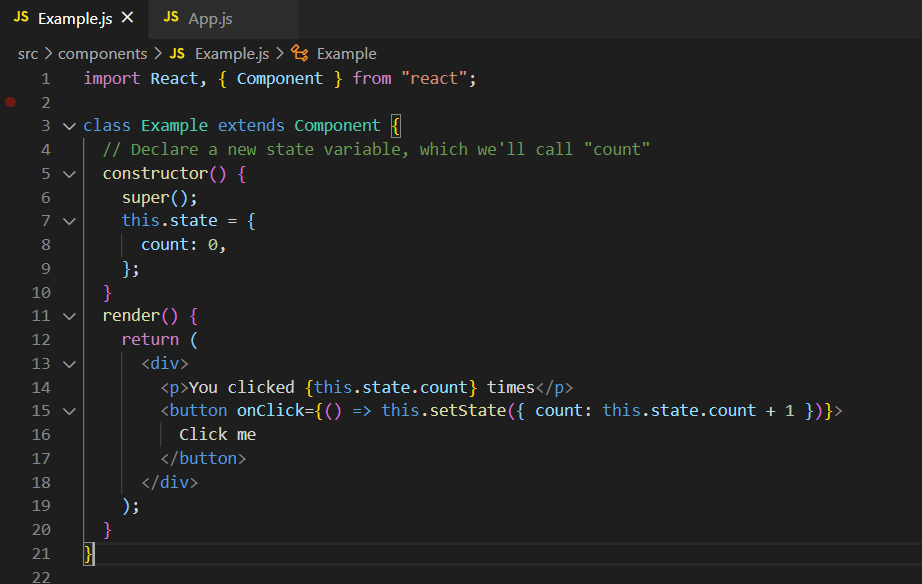 JS Example.js × JS App.js
src > components > JS Example.js > Example
1 import React, { Component } from "react";
2
3 class Example extends Component {
4 // Declare a new state variable, which we'll call "count"
5 constructor() {
6 super();
7 this.state = {
8 count: 0,
9 };
10 }
11 render() {
12 return (
13 <div>
14 <p>You clicked {this.state.count} times</p>
15 <button onClick={() => this.setState({ count: this.state.count + 1 })}>
16 Click me
17 </button>
18 </div>
19 );
20 }
21 }
22